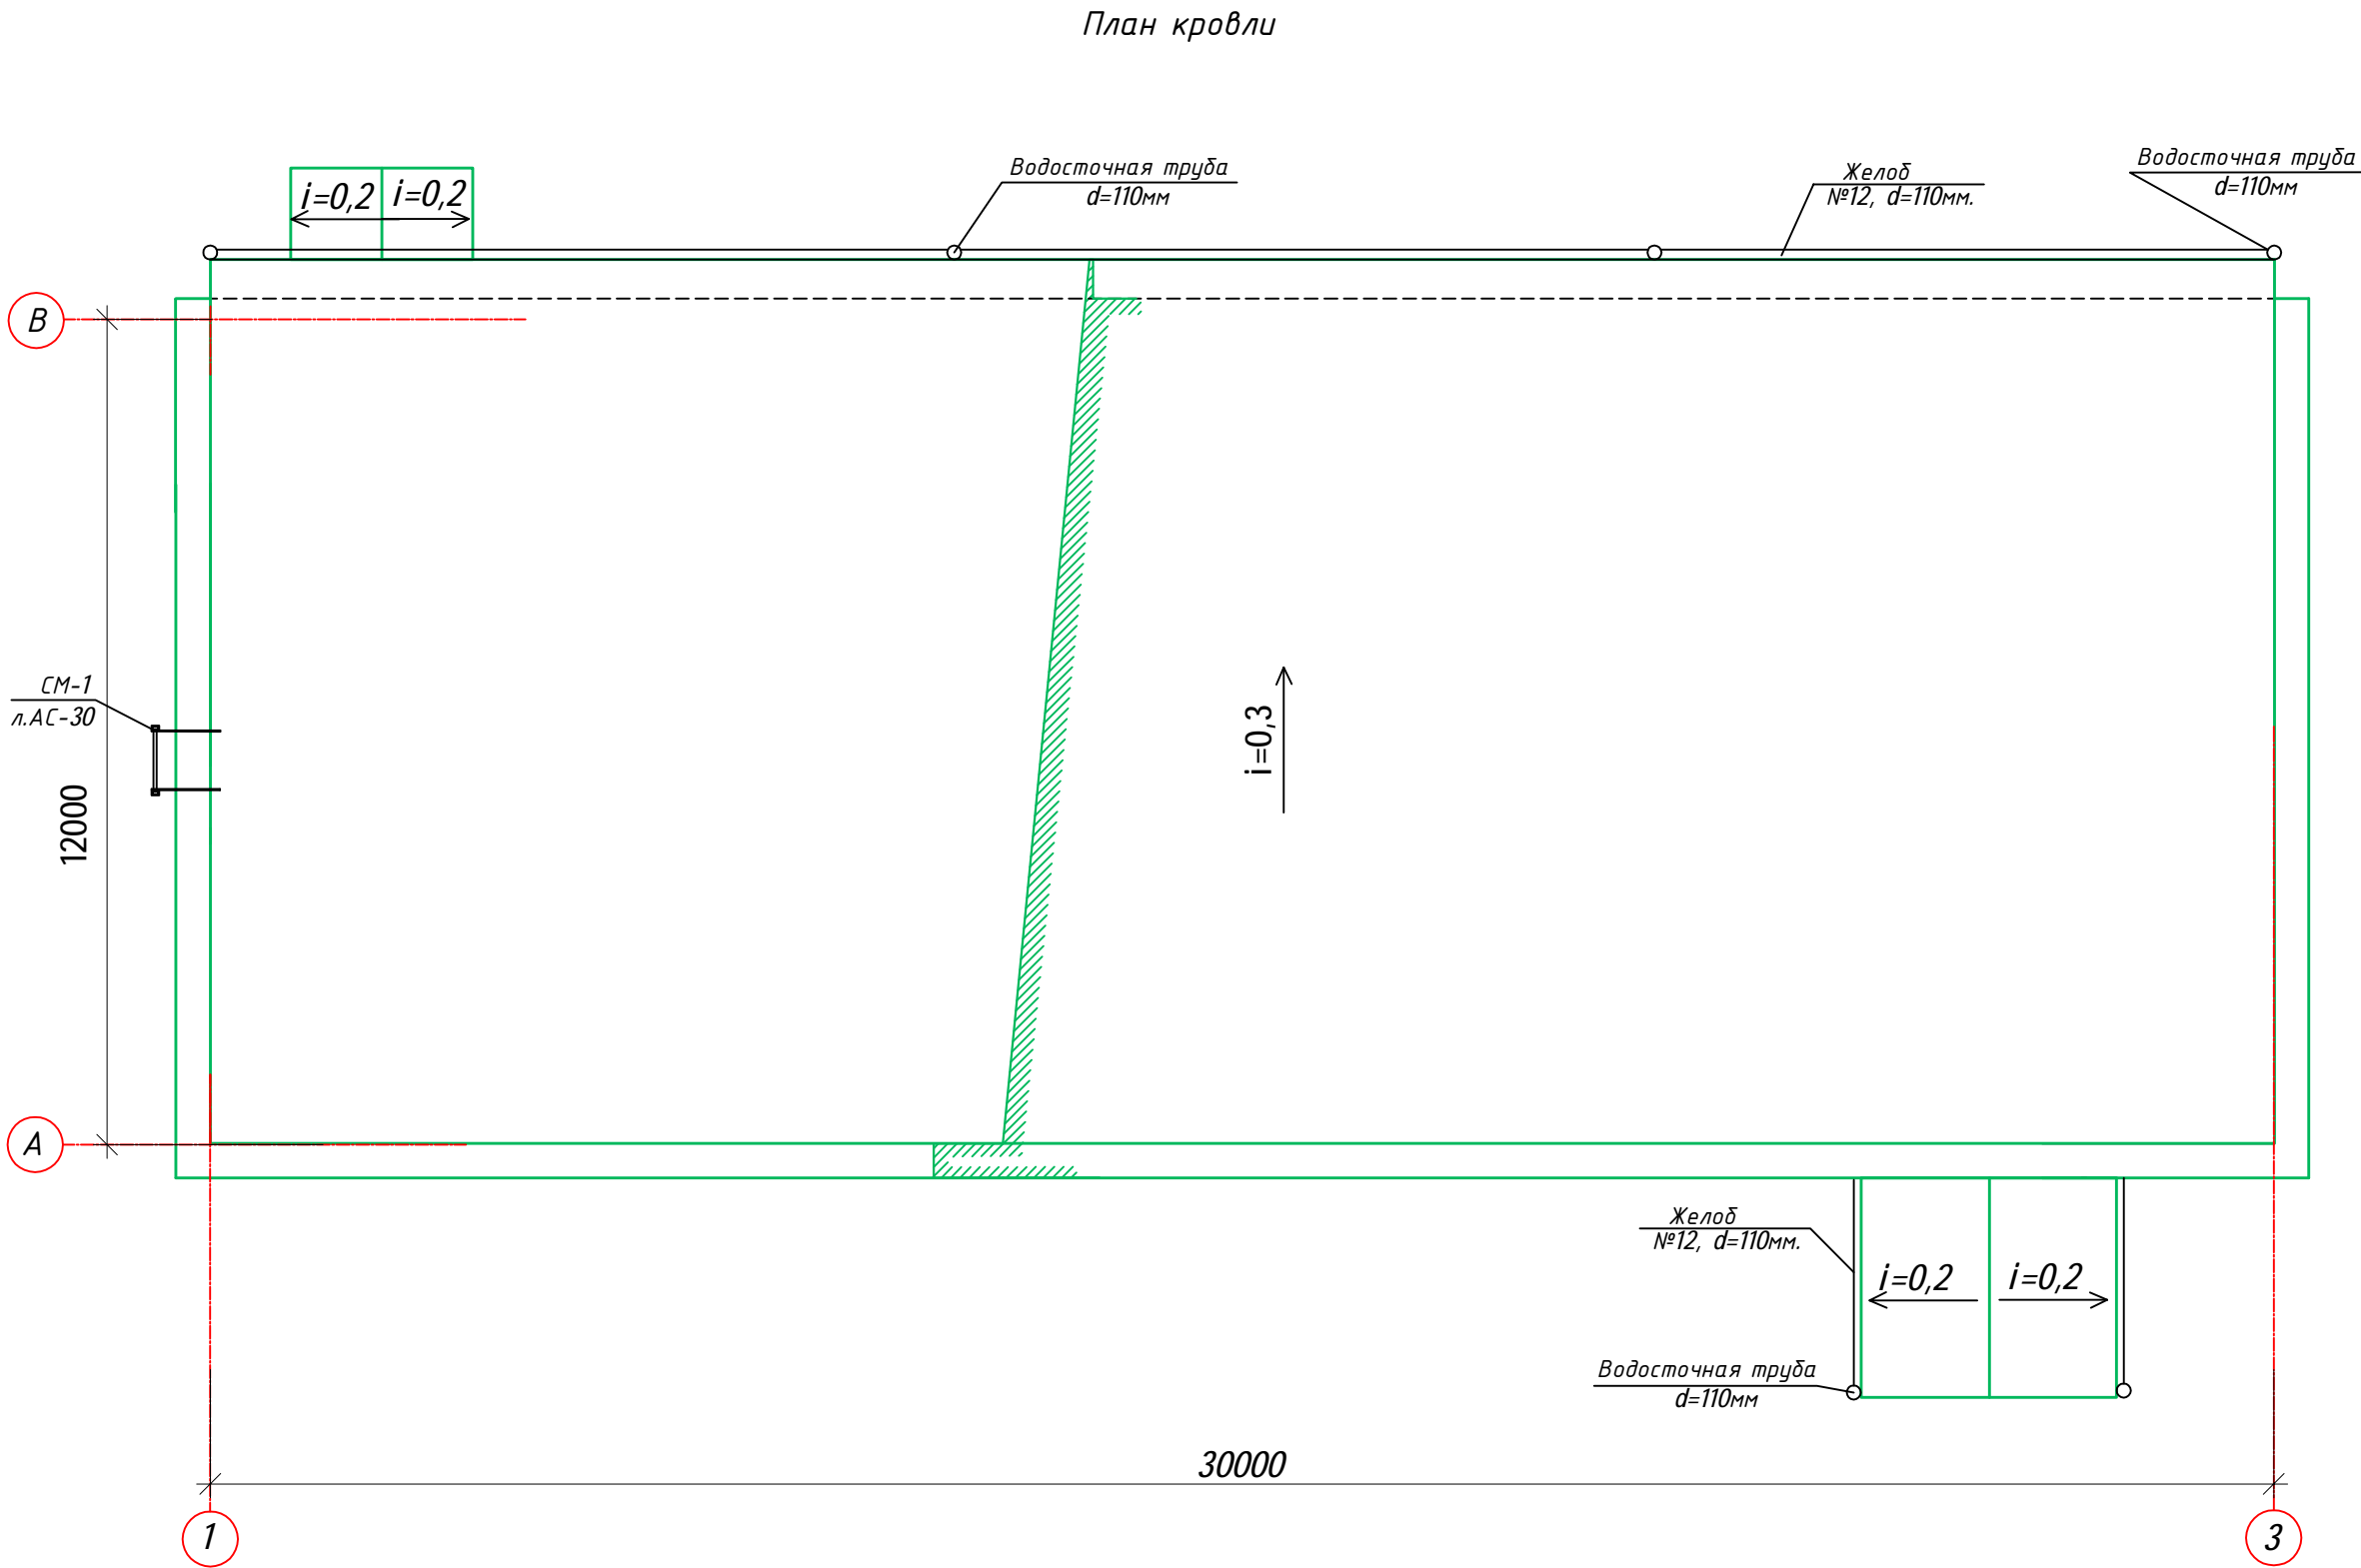 План кровли
Водосточная труба
d=110мм
Желоб
№12, d=110мм.
Водосточная труба
d=110мм
i=0,2
i=0,2
В
СМ-1
л.АС-30
12000
i=0,3
А
Желоб
№12, d=110мм.
i=0,2
i=0,2
Водосточная труба
d=110мм
30000
1
3